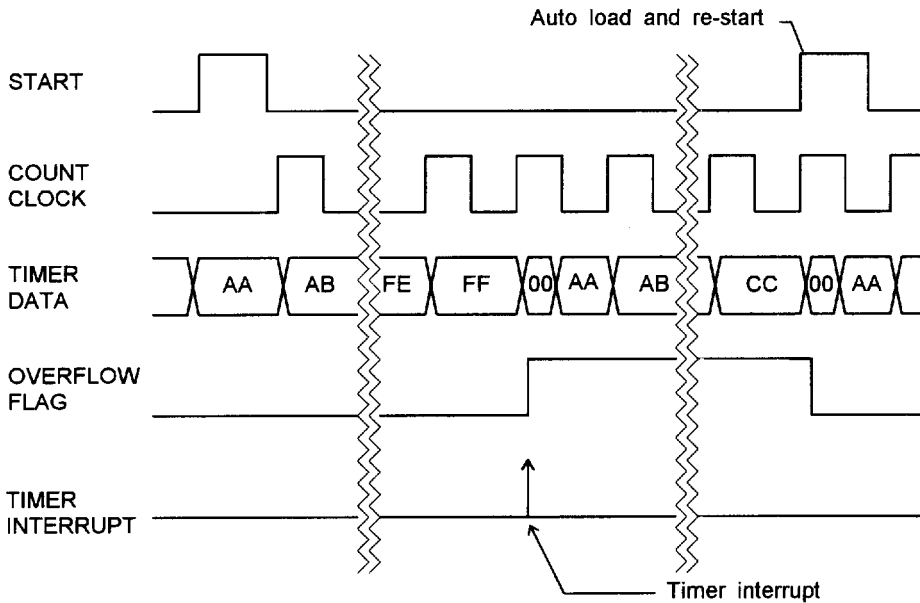 Auto load and re-start
START
COUNT
CLOCK
TIMER
DATA
AA AB FE FF 00 AA AB CC 00 AA
OVERFLOW
FLAG
TIMER
INTERRUPT
Timer interrupt